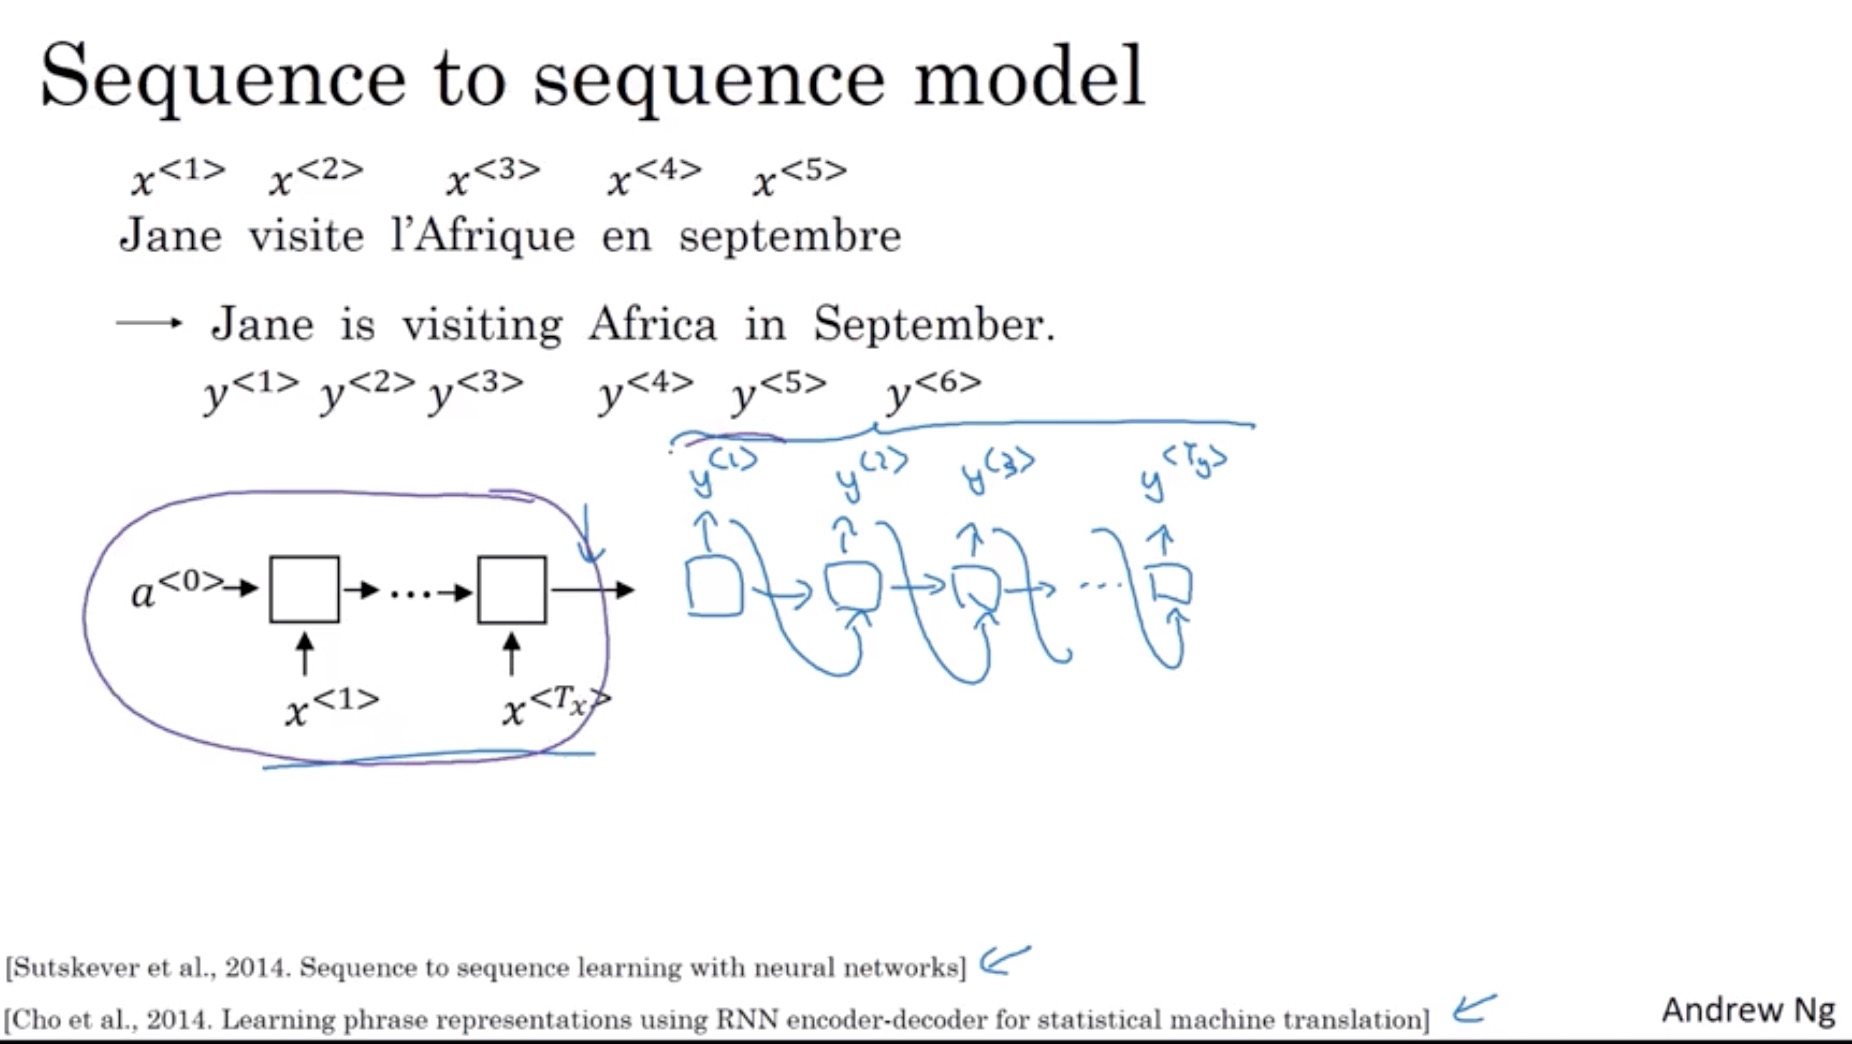 Sequence to sequence model
x<1> x<2> x<3> x<4> x<5>
Jane visite l'Afrique en septembre
→ Jane is visiting Africa in September.
y<1> y<2> y<3> y<4> y<5> y<6>
y<1> y<2> y<3> y<Ty>
a<0> → → ... → → → → → ...
x<1> x<Tx>
[Sutskever et al., 2014. Sequence to sequence learning with neural networks]
[Cho et al., 2014. Learning phrase representations using RNN encoder-decoder for statistical machine translation]
Andrew Ng